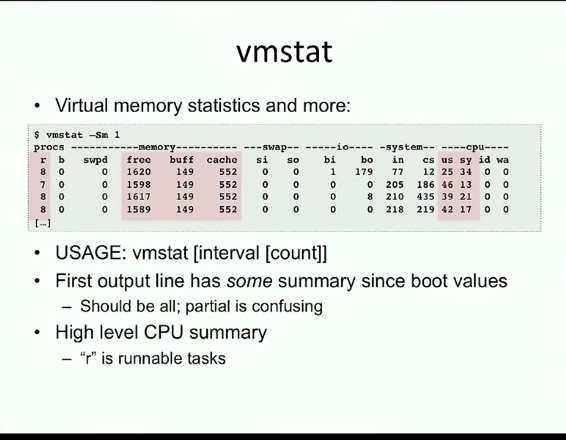 vmstat
• Virtual memory statistics and more:
$ vmstat –Sm 1
procs -----------memory---------- ---swap-- -----io---- -system-- ----cpu----
r b swpd free buff cache si so bi bo in cs us sy id wa
8 0 0 1620 149 552 0 0 1 179 77 12 25 34 0 0
7 0 0 1598 149 552 0 0 0 0 205 186 46 13 0 0
8 0 0 1617 149 552 0 0 0 8 210 435 39 21 0 0
8 0 0 1589 149 552 0 0 0 0 218 219 42 17 0 0
[…]
• USAGE: vmstat [interval [count]]
• First output line has some summary since boot values
– Should be all; partial is confusing
• High level CPU summary
– “r” is runnable tasks